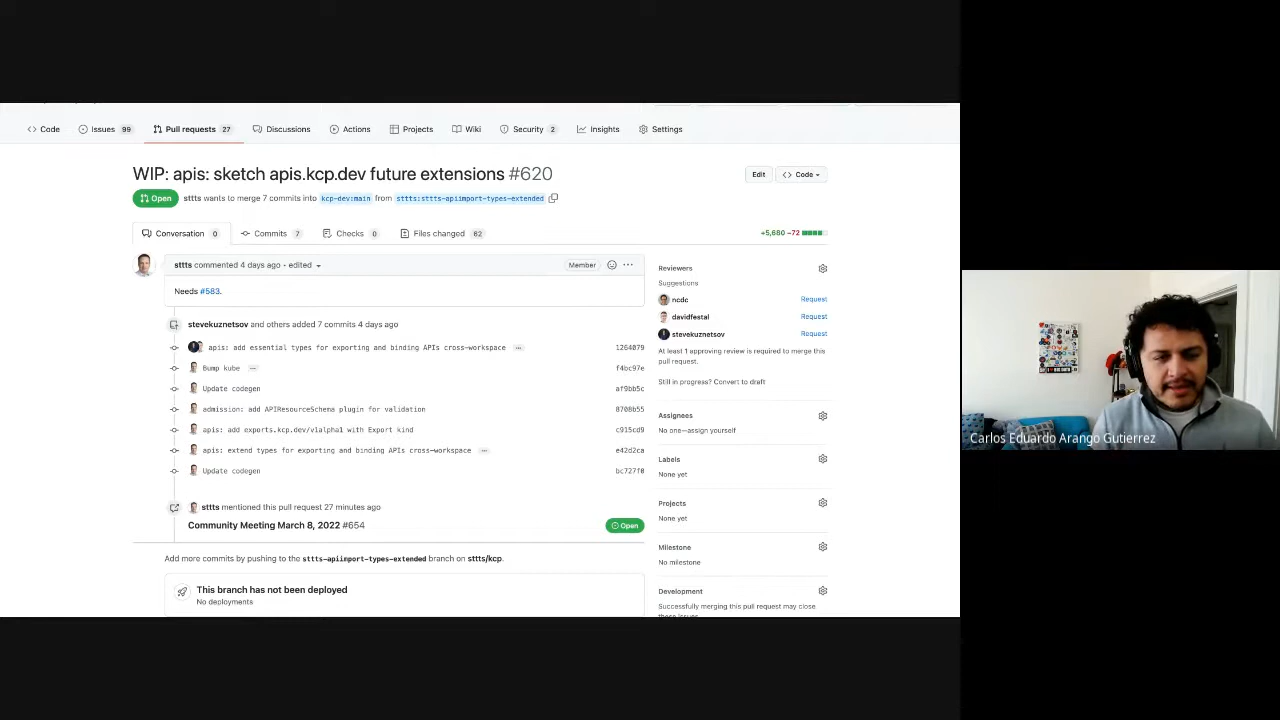 Code
Issues 99
Pull requests 27
Discussions
Actions
Projects
Wiki
Security 2
Insights
Settings
WIP: apis: sketch apis.kcp.dev future extensions #620
Edit
Code
Open
sttts wants to merge 7 commits into kcp-dev:main from sttts:sttts-apiimport-types-extended
Conversation 0
Commits 7
Checks 0
Files changed 62
+5,680 −72
sttts commented 4 days ago • edited
Member
Needs #583.
stevekuznetsov and others added 7 commits 4 days ago
apis: add essential types for exporting and binding APIs cross-workspace 1264079
Bump kube f4bc97e
Update codegen af9bb5c
admission: add APIResourceSchema plugin for validation 8708b55
apis: add exports.kcp.dev/v1alpha1 with Export kind c915cd9
apis: extend types for exporting and binding APIs cross-workspace e42d2ca
Update codegen bc727f0
sttts mentioned this pull request 27 minutes ago
Community Meeting March 8, 2022 #654
Open
Add more commits by pushing to the sttts-apiimport-types-extended branch on sttts/kcp.
This branch has not been deployed
No deployments
Reviewers
Suggestions
ncdc Request
davidfestal Request
stevekuznetsov Request
At least 1 approving review is required to merge this
pull request.
Still in progress? Convert to draft
Assignees
No one—assign yourself
Labels
None yet
Projects
None yet
Milestone
No milestone
Development
Successfully merging this pull request may close
these issues.
Carlos Eduardo Arango Gutierrez